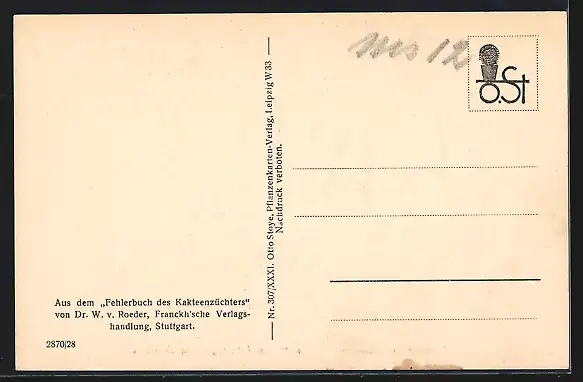 Aus dem „Fehlerbuch des Kakteenzüchters"
von Dr. W. v. Roeder, Franckh'sche Verlags-
handlung, Stuttgart.
2870/28
Nr. 307/XXXI. Otto Stoye, Pflanzenkarten-Verlag, Leipzig W 33
Nachdruck verboten.
12
O.St